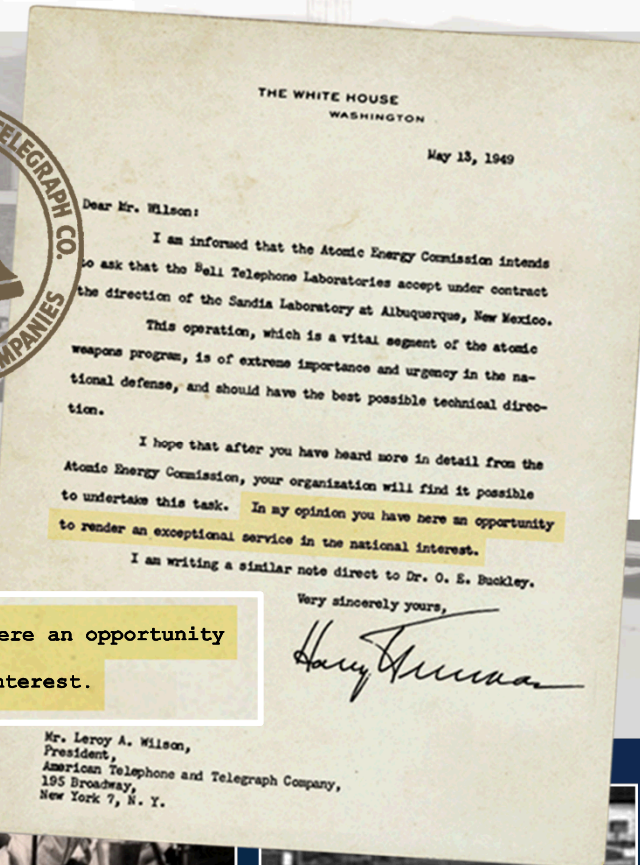 THE WHITE HOUSE
WASHINGTON
May 13, 1949
Dear Mr. Wilson:
I am informed that the Atomic Energy Commission intends
to ask that the Bell Telephone Laboratories accept under contract
the direction of the Sandia Laboratory at Albuquerque, New Mexico.
This operation, which is a vital segment of the atomic
weapons program, is of extreme importance and urgency in the na-
tional defense, and should have the best possible technical direc-
tion.
I hope that after you have heard more in detail from the
Atomic Energy Commission, your organization will find it possible
to undertake this task. In my opinion you have here an opportunity
to render an exceptional service in the national interest.
I am writing a similar note direct to Dr. O. E. Buckley.
Very sincerely yours,
Harry Truman
Mr. Leroy A. Wilson,
President,
American Telephone and Telegraph Company,
195 Broadway,
New York 7, N. Y.
TELEGRAPH CO.
MPANIES
ere an opportunity
nterest.